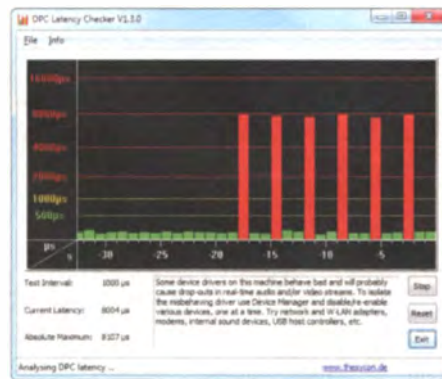 DPC Latency Checker V1.3.0
File Info
16000µs
8000µs
4000µs
2000µs
1000µs
500µs
µs
s
-30 -25 -20 -15 -10 -5
Test Interval: 1000 µs
Current Latency: 8004 µs
Absolute Maximum: 8107 µs
Some device drivers on this machine behave bad and will probably
cause drop-outs in real-time audio and/or video streams. To isolate
the misbehaving driver use Device Manager and disable/re-enable
various devices, one at a time. Try network and W-LAN adapters,
modems, internal sound devices, USB host controllers, etc.
Stop
Reset
Exit
Analysing DPC latency ...
www.thesycon.de